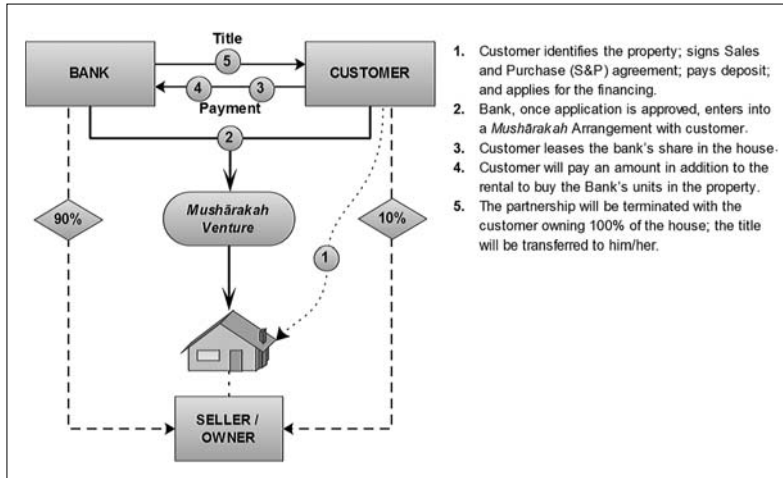 Title
5
BANK
CUSTOMER
4
3
Payment
2
90%
Mushārakah
Venture
10%
1
SELLER /
OWNER
1. Customer identifies the property; signs Sales
and Purchase (S&P) agreement; pays deposit;
and applies for the financing.
2. Bank, once application is approved, enters into
a Mushārakah Arrangement with customer.
3. Customer leases the bank's share in the house.
4. Customer will pay an amount in addition to the
rental to buy the Bank's units in the property.
5. The partnership will be terminated with the
customer owning 100% of the house; the title
will be transferred to him/her.